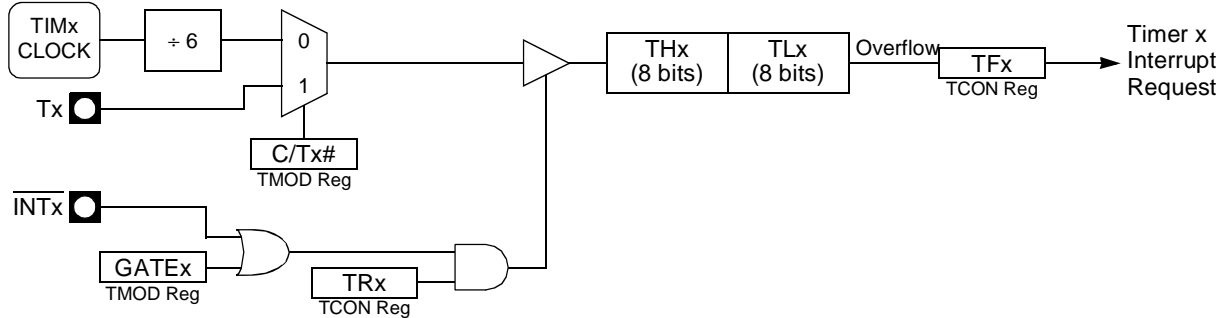 TIMx
CLOCK
÷ 6
0
1
Tx
C/Tx#
TMOD Reg
THx
(8 bits)
TLx
(8 bits)
Overflow
TFx
TCON Reg
Timer x
Interrupt
Request
INTx
GATEx
TMOD Reg
TRx
TCON Reg